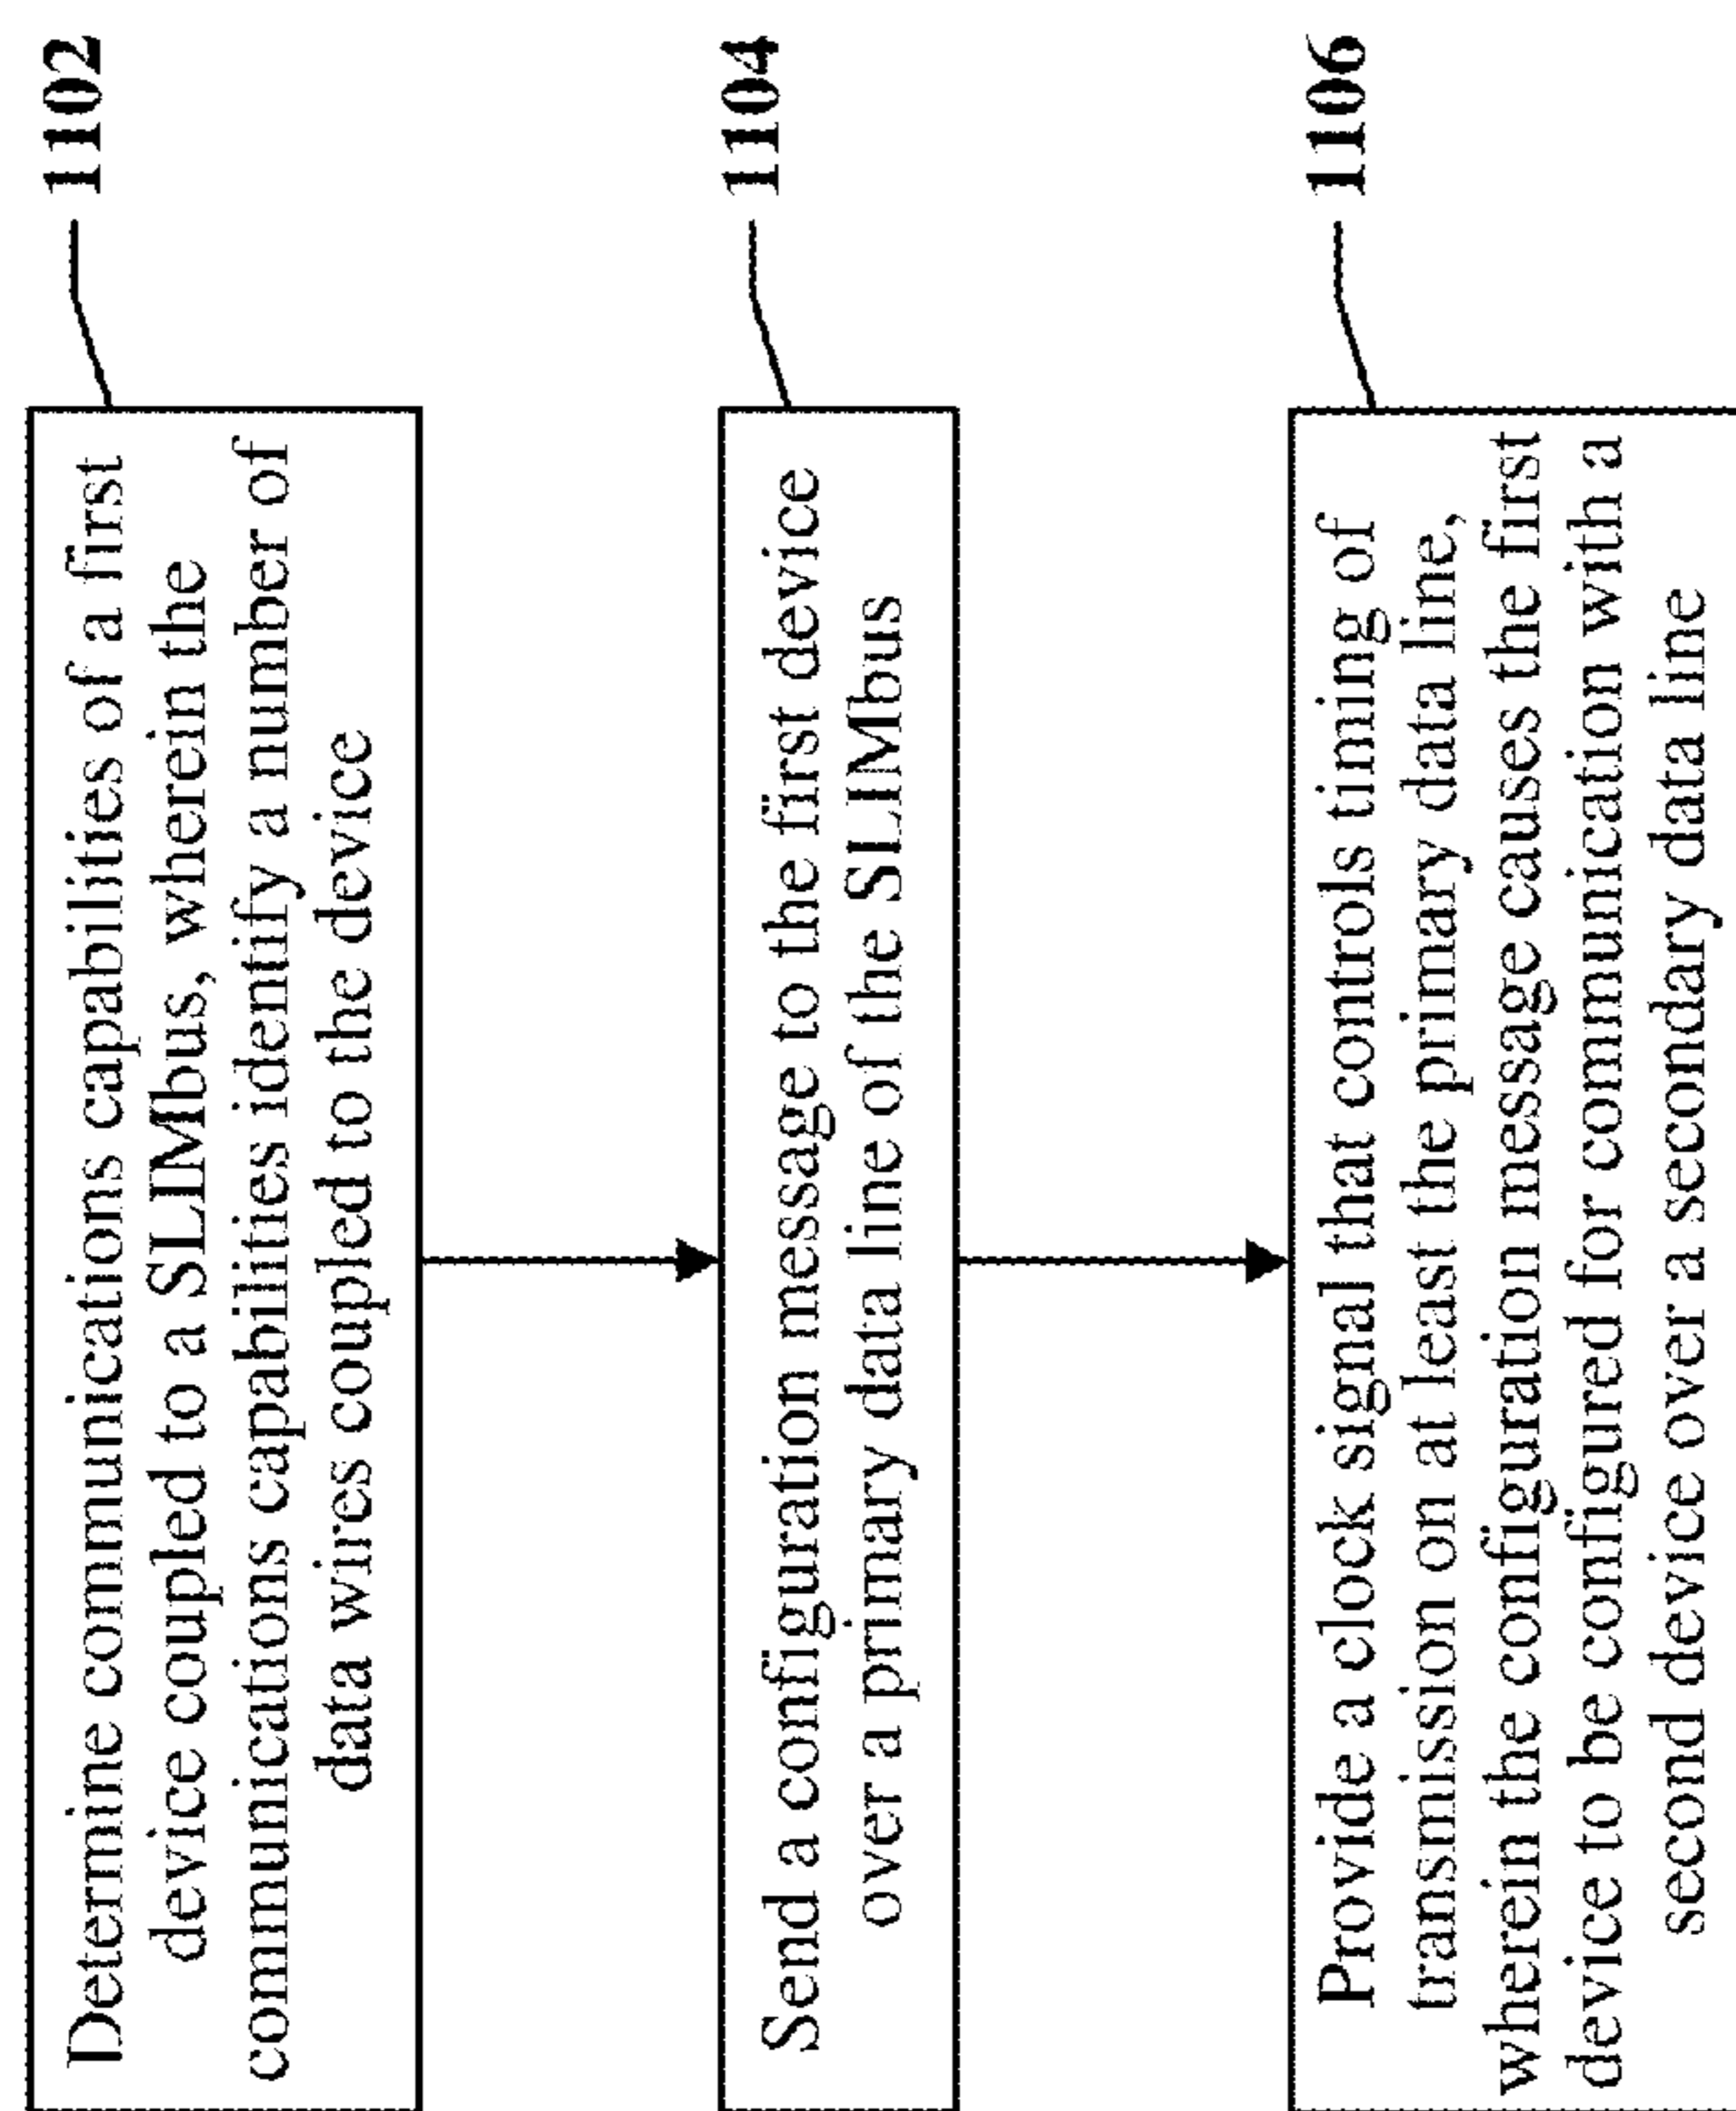 1102
Determine communications capabilities of a first
device coupled to a SLIMbus, wherein the
communications capabilities identify a number of
data wires coupled to the device
1104
Send a configuration message to the first device
over a primary data line of the SLIMbus
1106
Provide a clock signal that controls timing of
transmission on at least the primary data line,
wherein the configuration message causes the first
device to be configured for communication with a
second device over a secondary data line